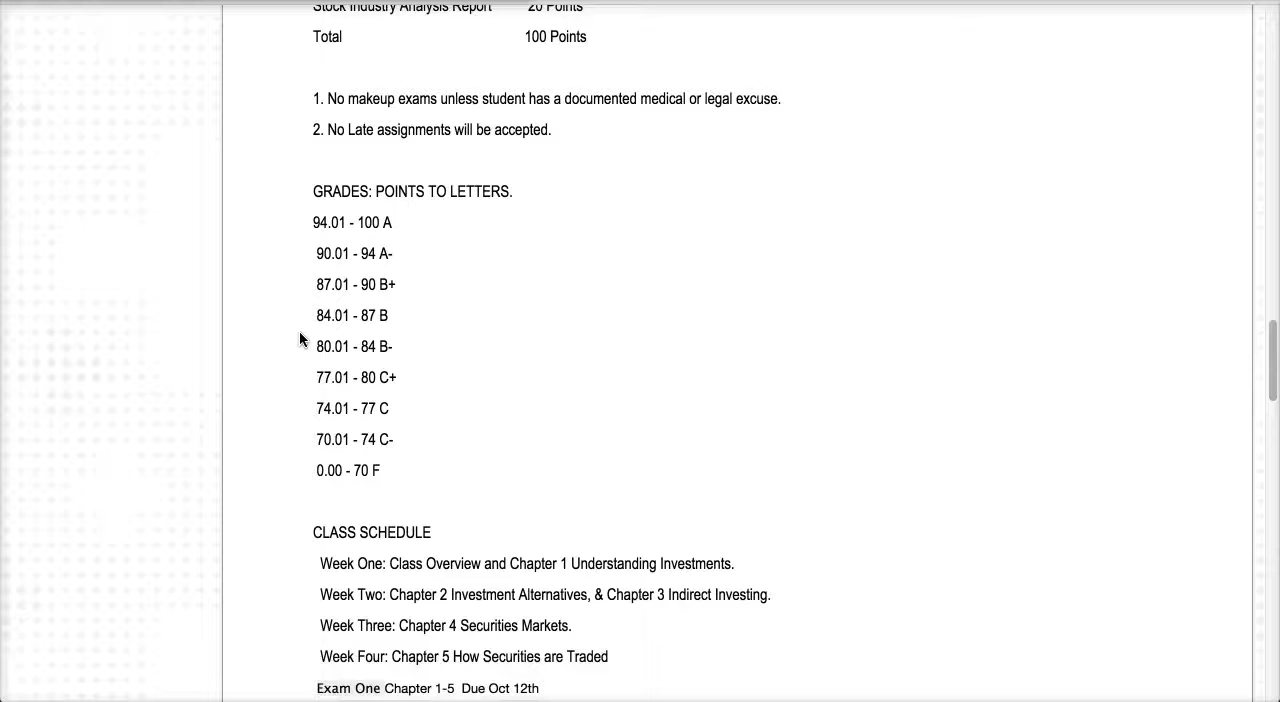 Stock Industry Analysis Report 20 Points
Total 100 Points
1. No makeup exams unless student has a documented medical or legal excuse.
2. No Late assignments will be accepted.
GRADES: POINTS TO LETTERS.
94.01 - 100 A
90.01 - 94 A-
87.01 - 90 B+
84.01 - 87 B
80.01 - 84 B-
77.01 - 80 C+
74.01 - 77 C
70.01 - 74 C-
0.00 - 70 F
CLASS SCHEDULE
Week One: Class Overview and Chapter 1 Understanding Investments.
Week Two: Chapter 2 Investment Alternatives, & Chapter 3 Indirect Investing.
Week Three: Chapter 4 Securities Markets.
Week Four: Chapter 5 How Securities are Traded
Exam One Chapter 1-5 Due Oct 12th